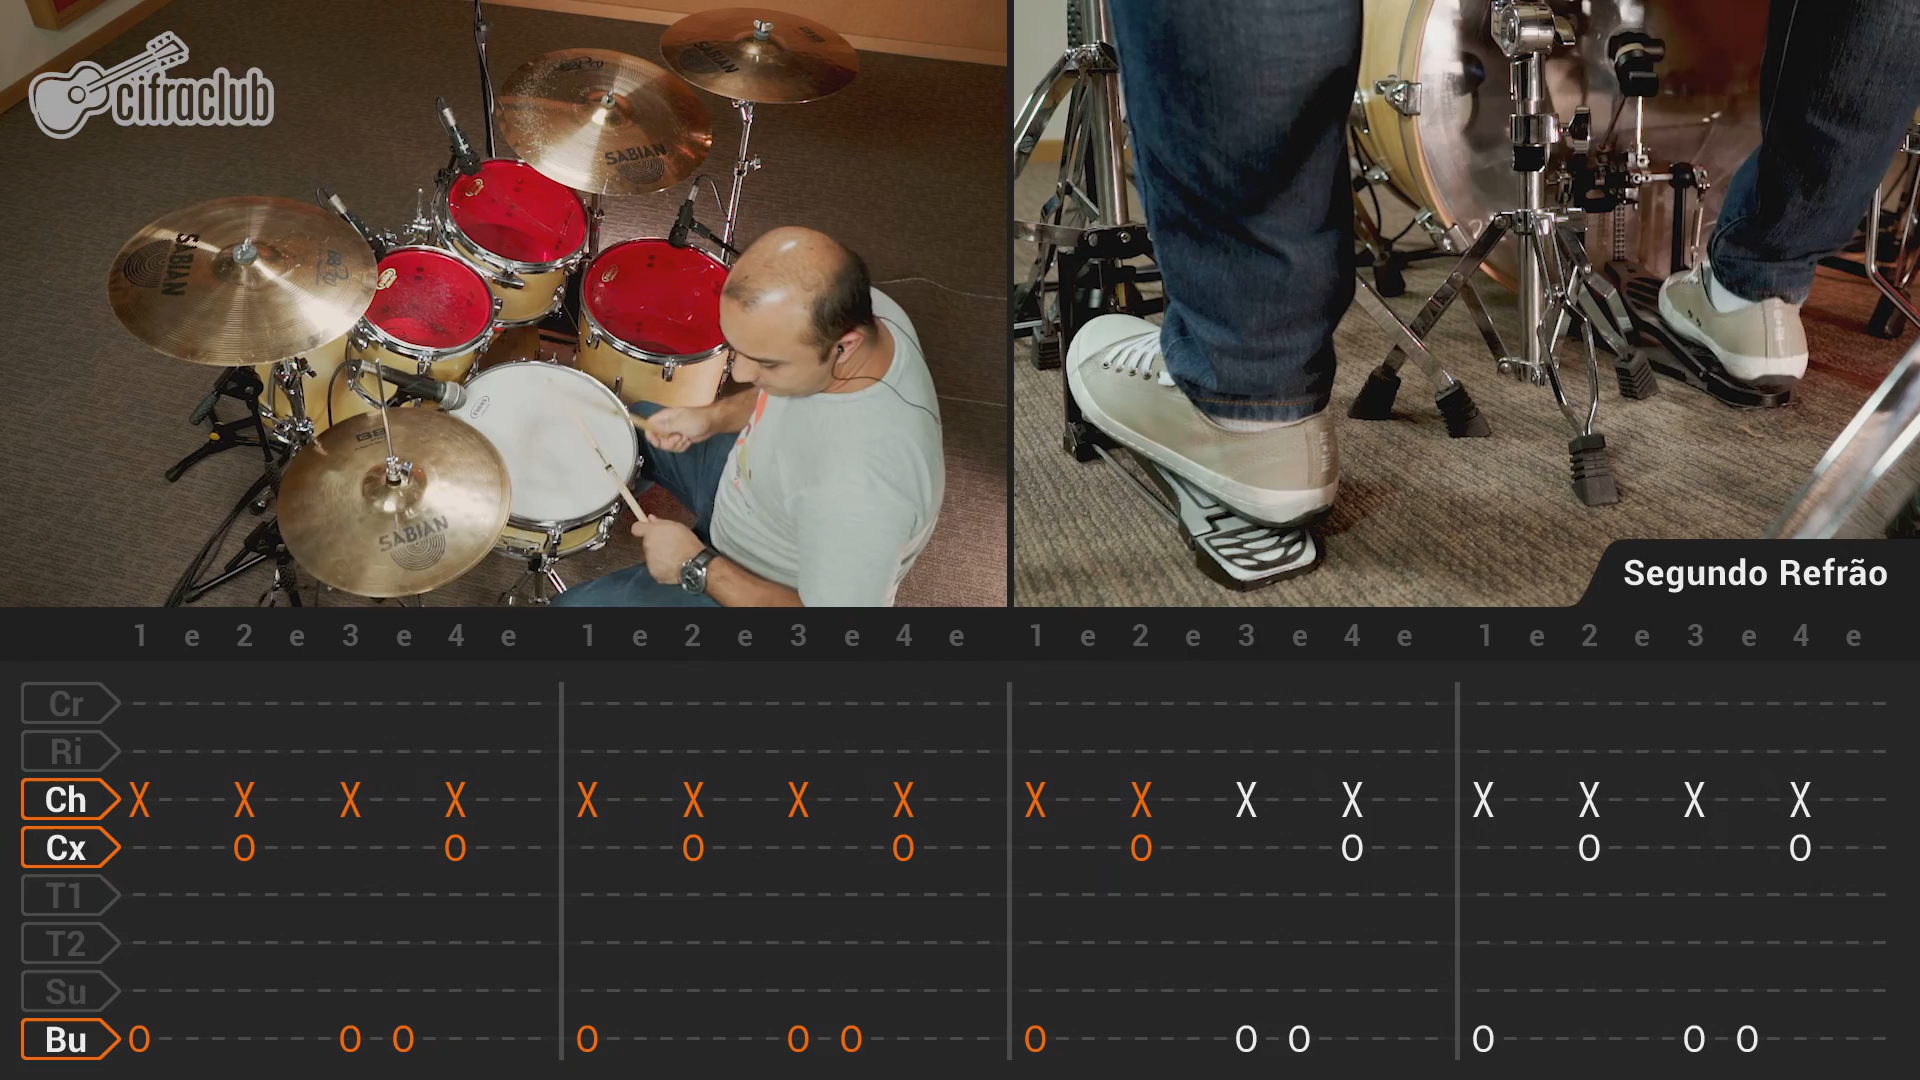 cifraclub
SABIAN
SABIAN
SABIAN
SABIAN
Segundo Refrão
1 e 2 e 3 e 4 e 1 e 2 e 3 e 4 e 1 e 2 e 3 e 4 e 1 e 2 e 3 e 4 e
Cr
Ri
Ch X X X X X X X X X X X X X X X X
Cx O O O O O O O O
T1
T2
Su
Bu O O O O O O O O O O O O